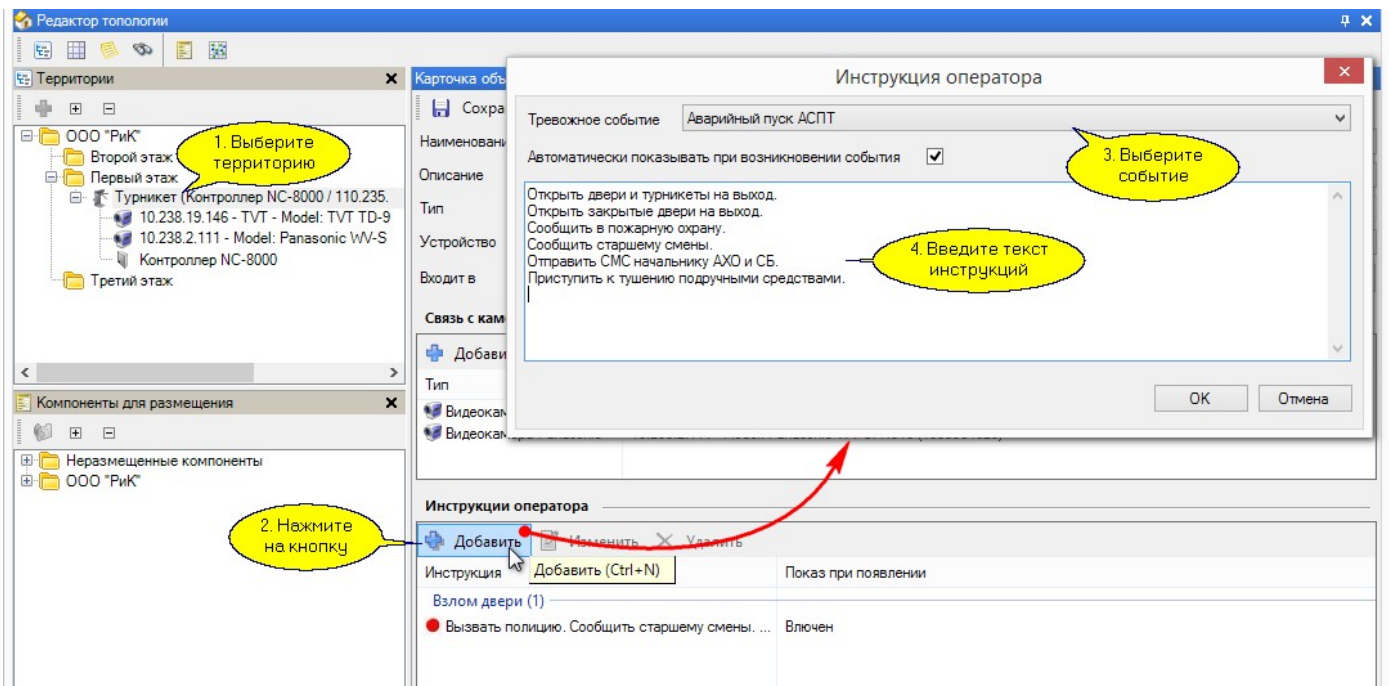 Редактор топологии
Территории
ООО "РиК"
Второй этаж
Первый этаж
Турникет (Контроллер NC-8000 / 110.235.
10.238.19.146 - TVT - Model: TVT TD-9
10.238.2.111 - Model: Panasonic WV-S
Контроллер NC-8000
Третий этаж
1. Выберите
территорию
Компоненты для размещения
Неразмещенные компоненты
ООО "РиК"
2. Нажмите
на кнопку
Карточка объ
Сохра
Наименовани
Описание
Тип
Устройство
Входит в
Связь с кам
Добави
Тип
Видеокам
Инструкция оператора
Тревожное событие Аварийный пуск АСПТ
Автоматически показывать при возникновении события
3. Выберите
событие
Открыть двери и турникеты на выход.
Открыть закрытые двери на выход.
Сообщить в пожарную охрану.
Сообщить старшему смены.
Отправить СМС начальнику АХО и СБ.
Приступить к тушению подручными средствами.
4. Введите текст
инструкций
OK Отмена
Инструкции оператора
Добавить Изменить Удалить
Инструкция Добавить (Ctrl+N) Показ при появлении
Взлом двери (1)
Вызвать полицию. Сообщить старшему смены. ... Включен